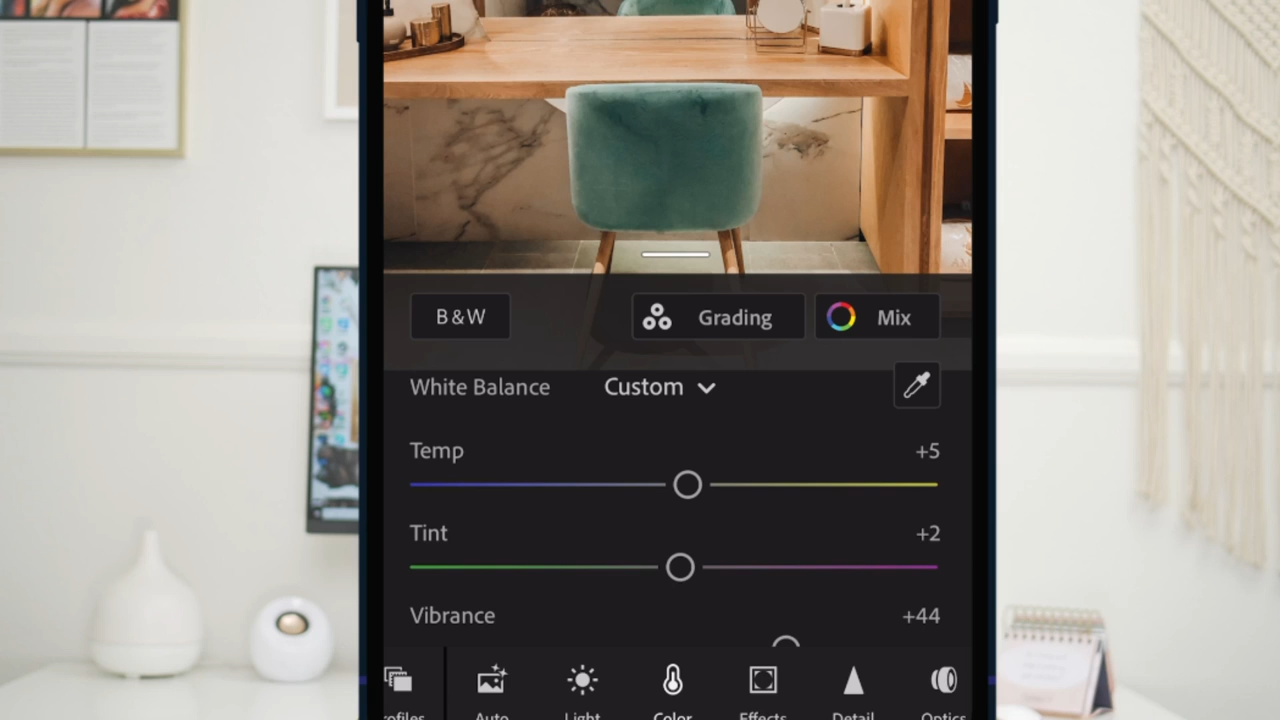 B&W
Grading
Mix
White Balance
Custom
Temp
+5
Tint
+2
Vibrance
+44
Auto
Light
Color
Effects
Detail
Optics